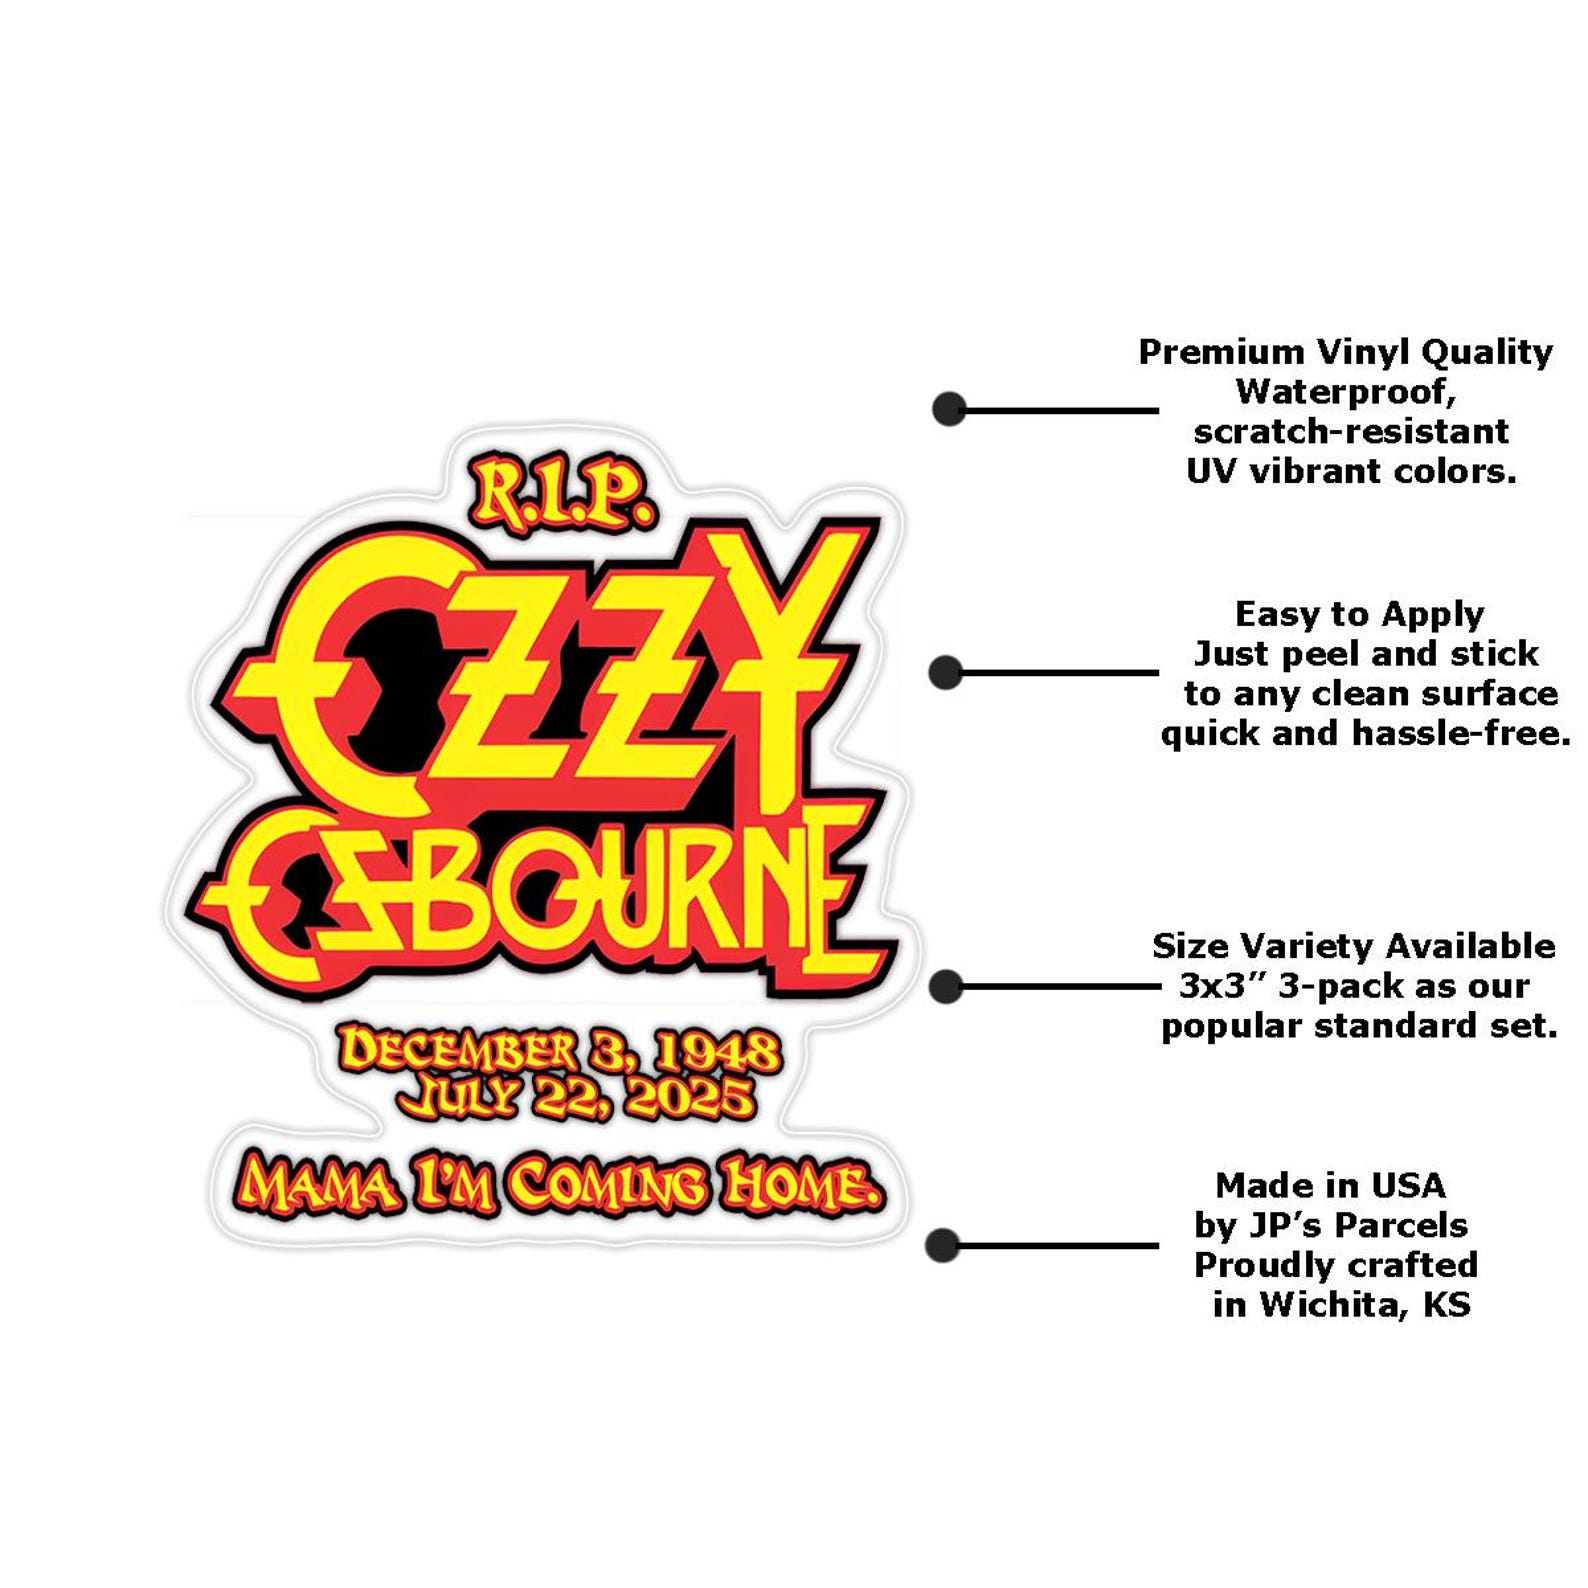 R.I.P.
OZZY
OSBOURNE
DECEMBER 3, 1948
JULY 22, 2025
MAMA I'M COMING HOME.
Premium Vinyl Quality
Waterproof,
scratch-resistant
UV vibrant colors.
Easy to Apply
Just peel and stick
to any clean surface
quick and hassle-free.
Size Variety Available
3x3″ 3-pack as our
popular standard set.
Made in USA
by JP’s Parcels
Proudly crafted
in Wichita, KS